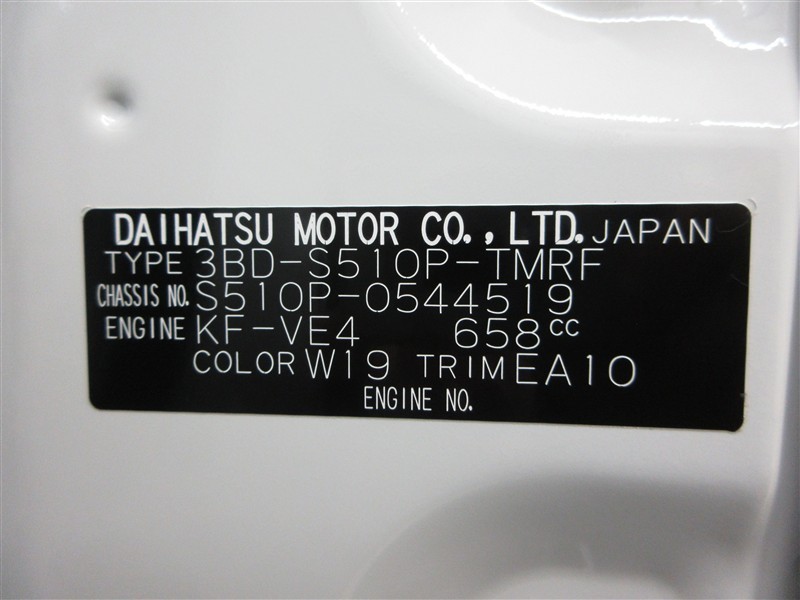 DAIHATSU MOTOR CO., LTD. JAPAN
TYPE 3BD-S510P-TMRF
CHASSIS NO. S510P-0544519
ENGINE KF-VE4 658cc
COLOR W19 TRIM EA10
ENGINE NO.